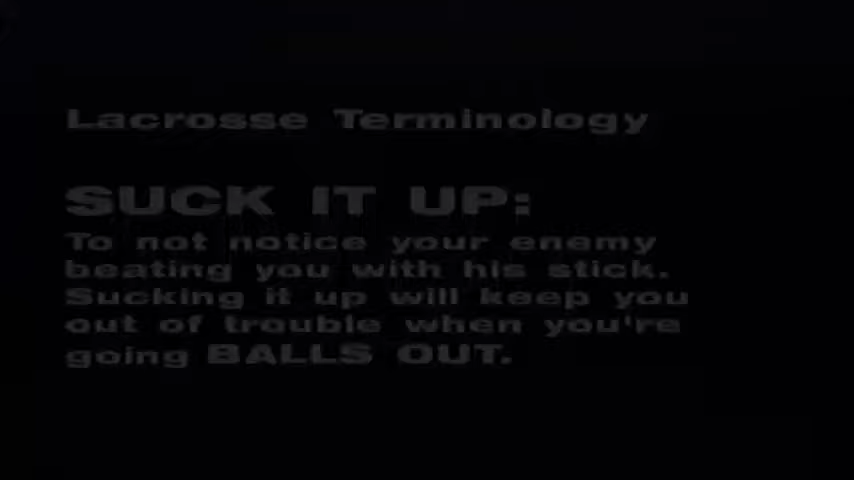 Lacrosse Terminology
SUCK IT UP:
To not notice your enemy
beating you with his stick.
Sucking it up will keep you
out of trouble when you're
going BALLS OUT.